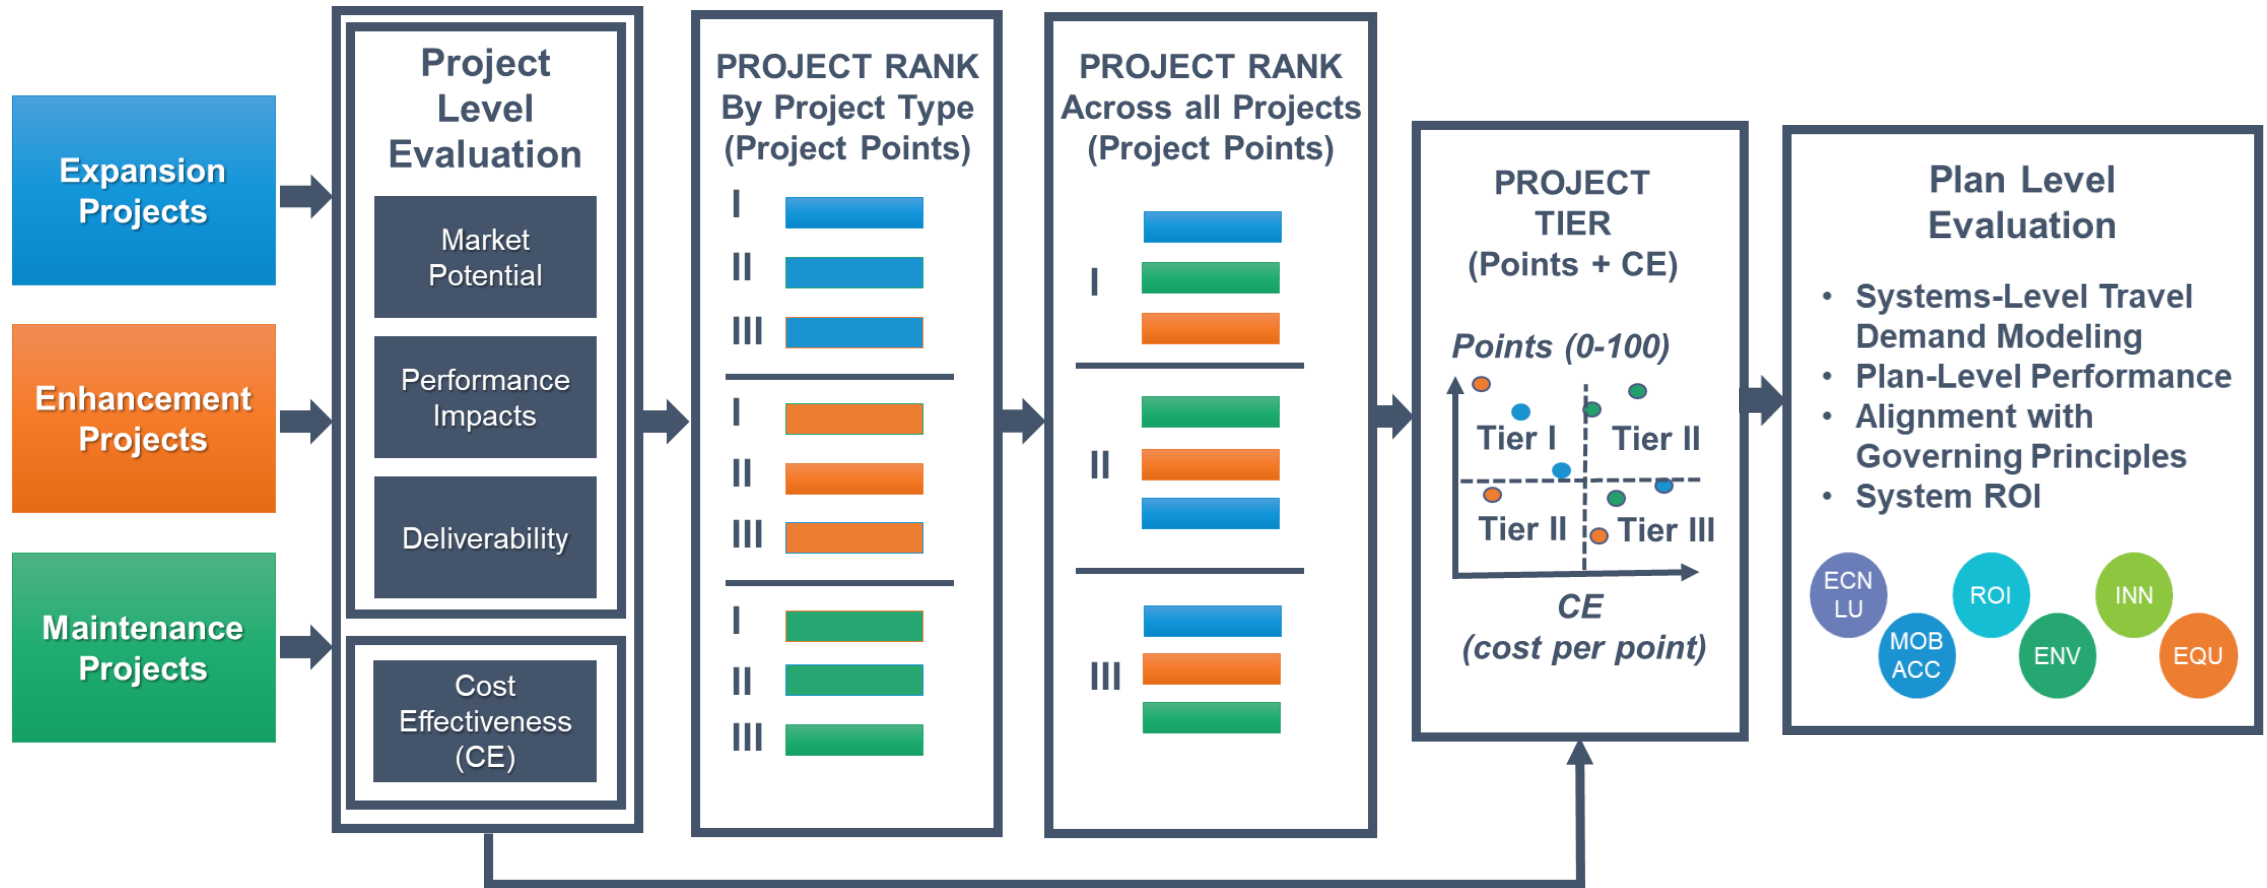 Expansion
Projects
Enhancement
Projects
Maintenance
Projects
Project
Level
Evaluation
Market
Potential
Performance
Impacts
Deliverability
Cost
Effectiveness
(CE)
PROJECT RANK
By Project Type
(Project Points)
I
II
III
I
II
III
I
II
III
PROJECT RANK
Across all Projects
(Project Points)
I
II
III
PROJECT
TIER
(Points + CE)
Points (0-100)
Tier I
Tier II
Tier II
Tier III
CE
(cost per point)
Plan Level
Evaluation
• Systems-Level Travel
Demand Modeling
• Plan-Level Performance
• Alignment with
Governing Principles
• System ROI
ECN
LU
MOB
ACC
ROI
ENV
INN
EQU